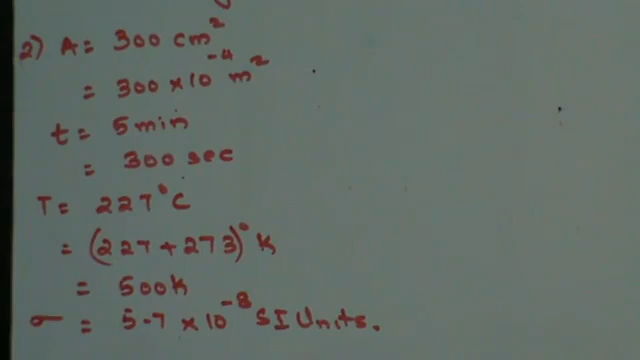 2) A = 300 cm²
= 300 × 10⁻⁴ m²
t = 5 min
= 300 sec
T = 227°C
= (227 + 273)°K
= 500k
σ = 5.7 × 10⁻⁸ SI Units.